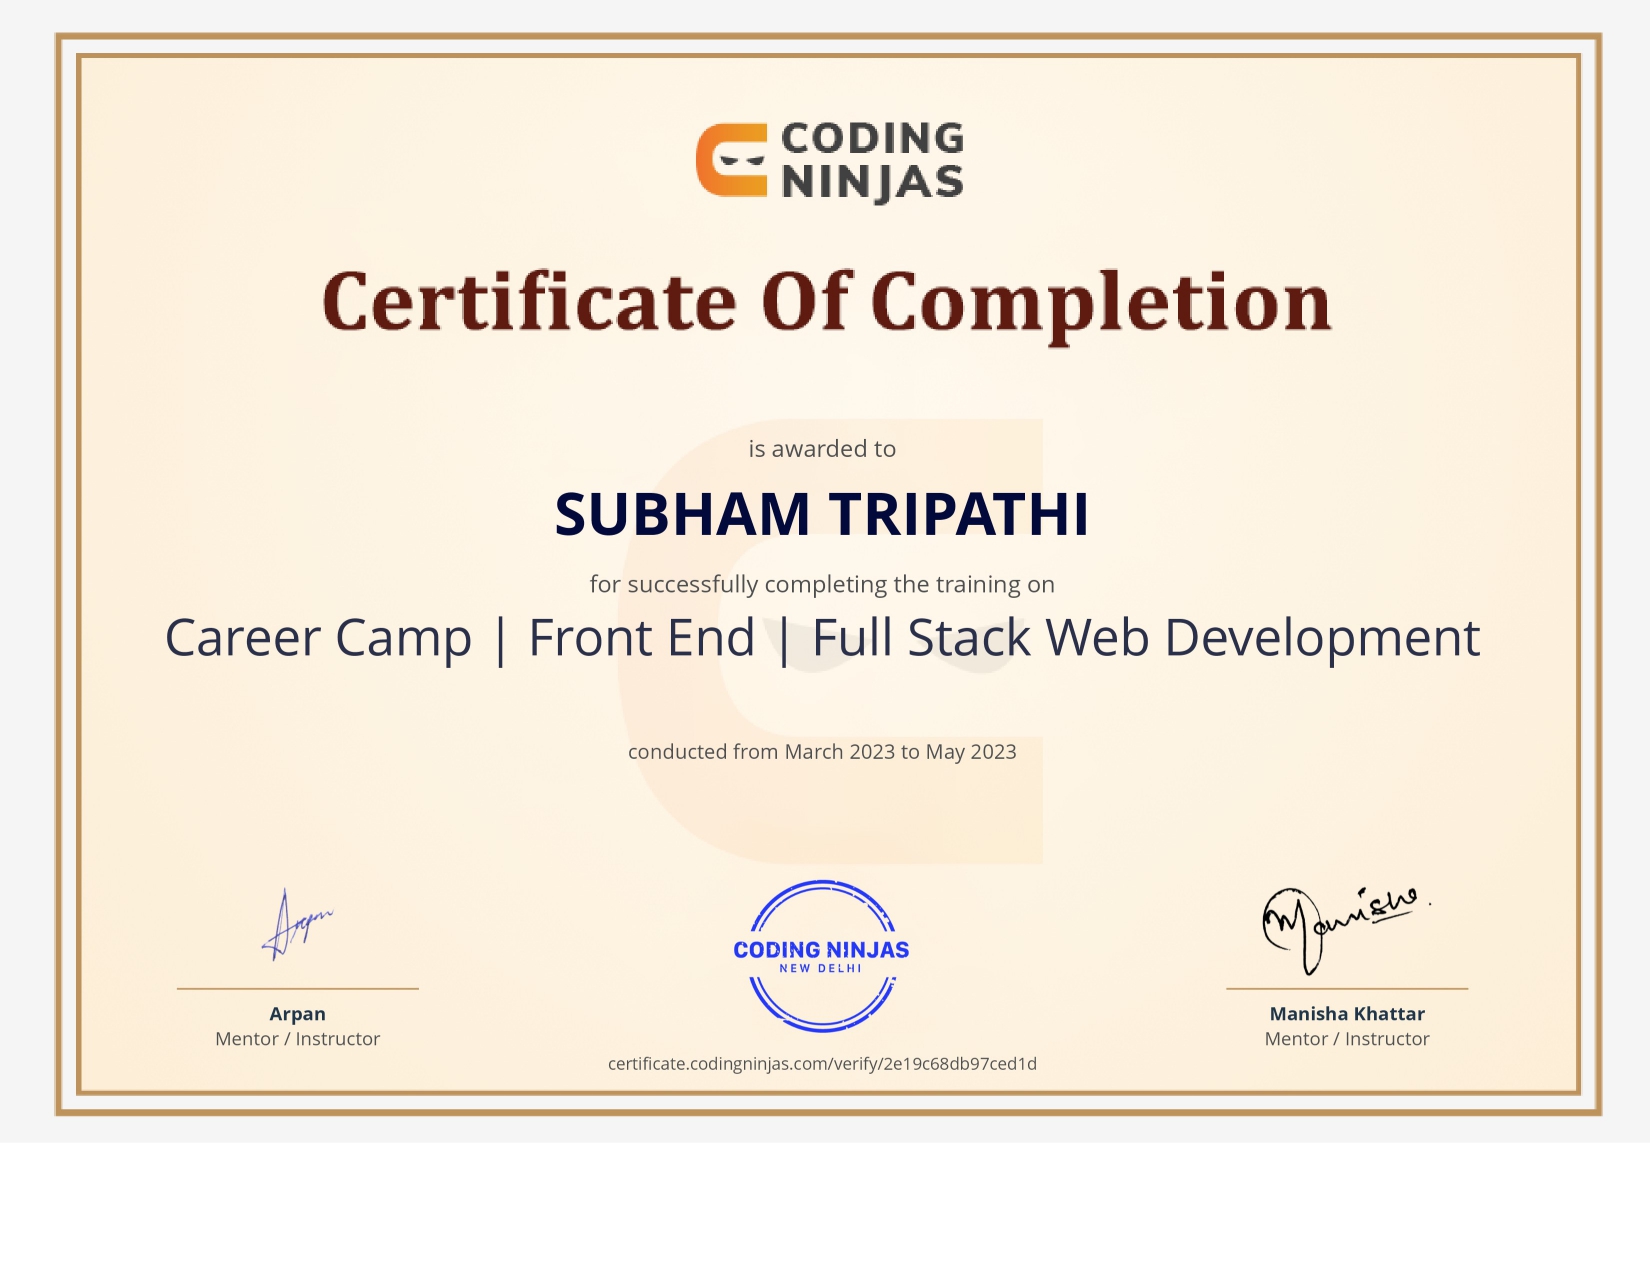 CODING
NINJAS
Certificate Of Completion
is awarded to
SUBHAM TRIPATHI
for successfully completing the training on
Career Camp | Front End | Full Stack Web Development
conducted from March 2023 to May 2023
Arpan
Manisha
CODING NINJAS
NEW DELHI
Arpan
Mentor / Instructor
Manisha Khattar
Mentor / Instructor
certificate.codingninjas.com/verify/2e19c68db97ced1d